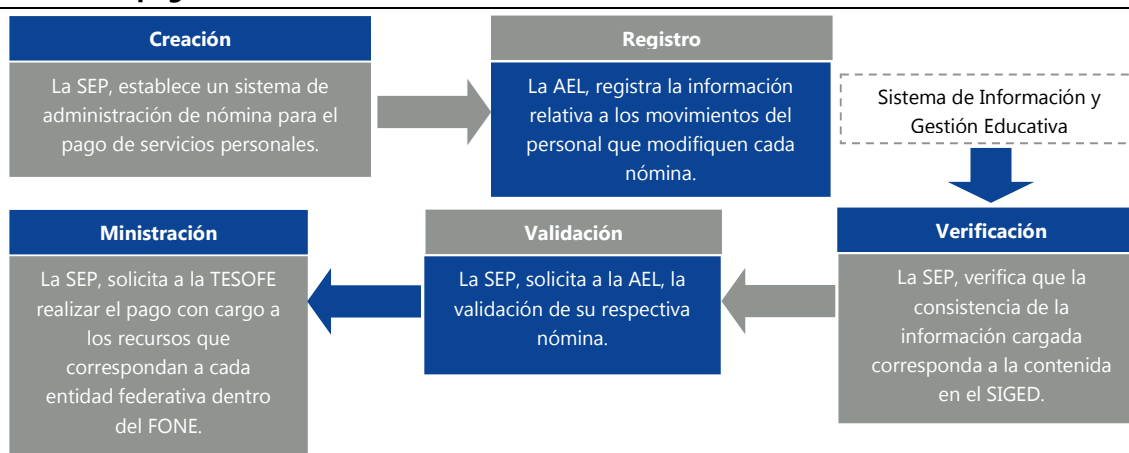 Creación
La SEP, establece un sistema de
administración de nómina para el
pago de servicios personales.
Registro
La AEL, registra la información
relativa a los movimientos del
personal que modifiquen cada
nómina.
Sistema de Información y
Gestión Educativa
Verificación
La SEP, verifica que la
consistencia de la
información cargada
corresponda a la contenida
en el SIGED.
Validación
La SEP, solicita a la AEL, la
validación de su respectiva
nómina.
Ministración
La SEP, solicita a la TESOFE
realizar el pago con cargo a
los recursos que
correspondan a cada
entidad federativa dentro
del FONE.